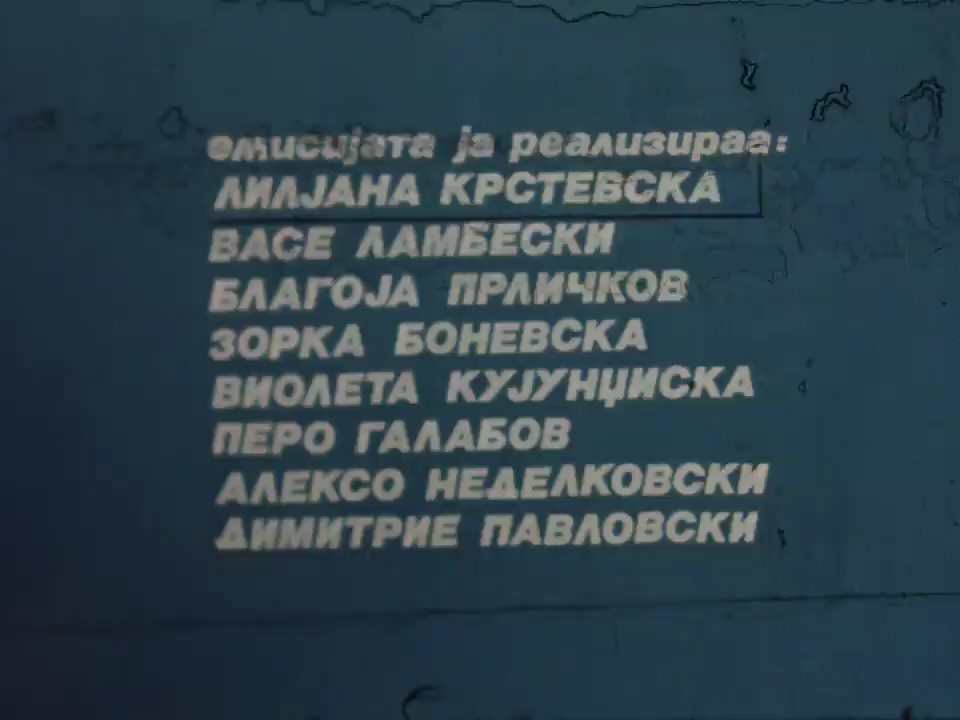 емисијата ја реализираа:
ЛИЛЈАНА КРСТЕВСКА
ВАСЕ ЛАМБЕСКИ
БЛАГОЈА ПРЛИЧКОВ
ЗОРКА БОНЕВСКА
ВИОЛЕТА КУЈУНЏИСКА
ПЕРО ГАЛАБОВ
АЛЕКСО НЕДЕЛКОВСКИ
ДИМИТРИЕ ПАВЛОВСКИ